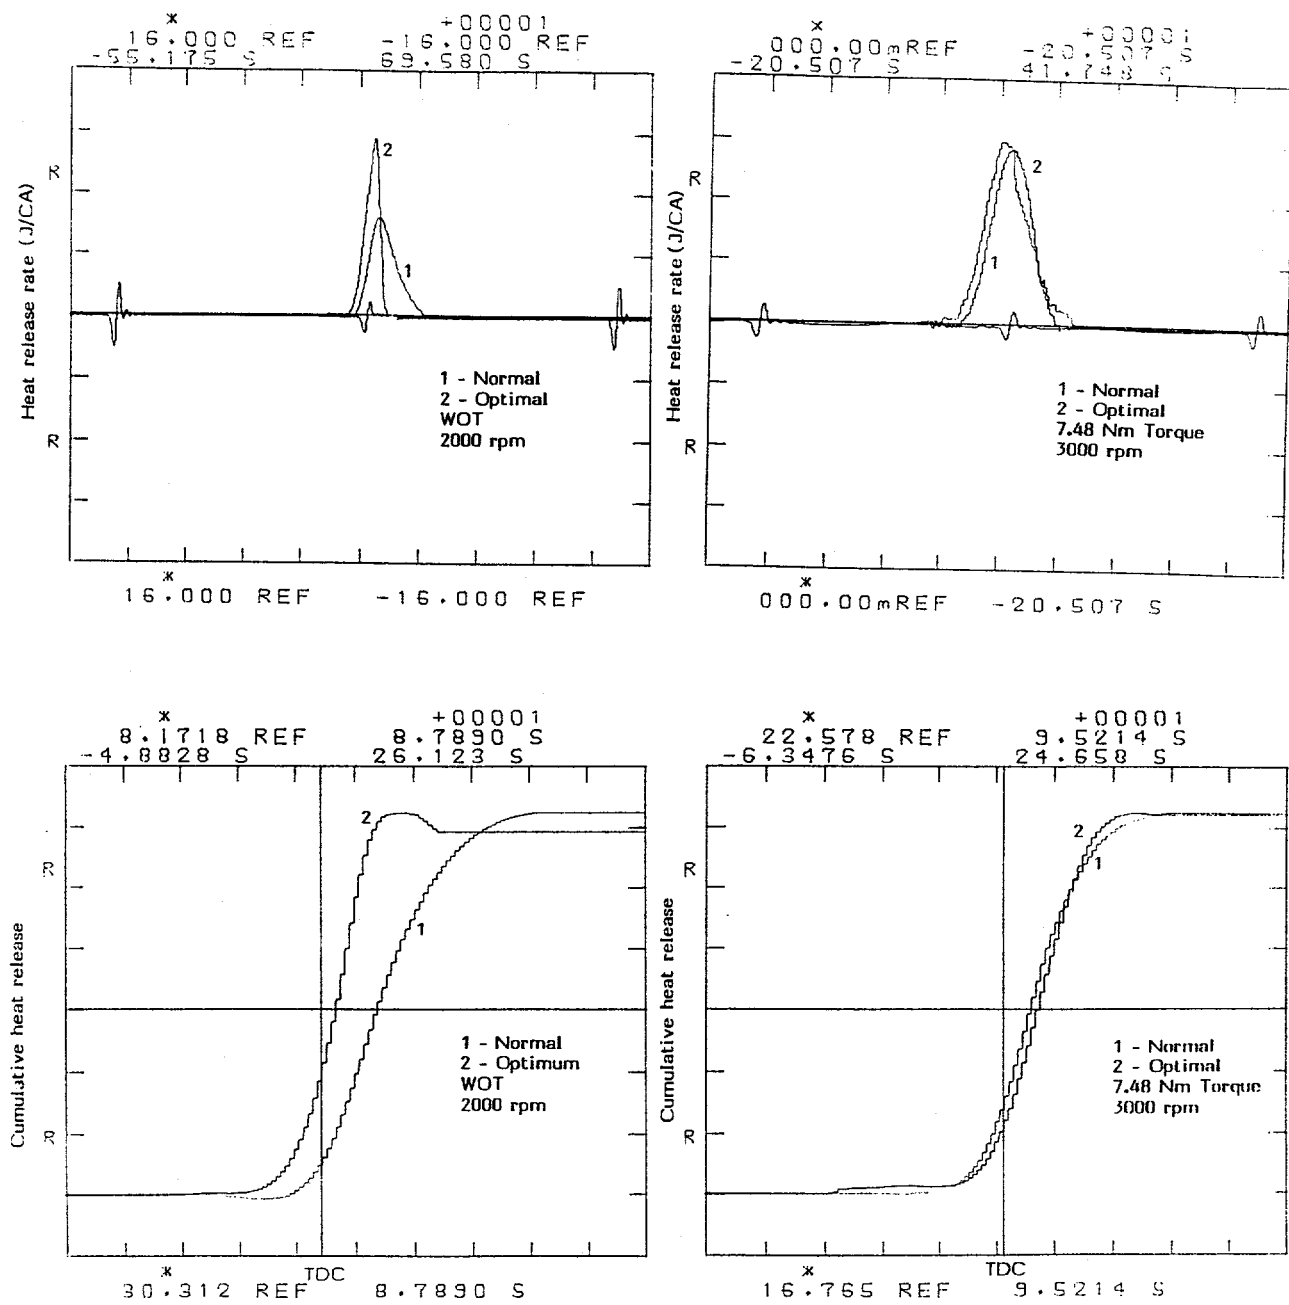 *
+00001
16.000 REF -16.000 REF
-55.175 S 69.580 S
R
R
Heat release rate (J/CA)
2
1
1 - Normal
2 - Optimal
WOT
2000 rpm
*
16.000 REF -16.000 REF
*
+00001
000.00mREF -20.507 S
-20.507 S 41.748 S
R
R
Heat release rate (J/CA)
2
1
1 - Normal
2 - Optimal
7.48 Nm Torque
3000 rpm
*
000.00mREF -20.507 S
*
+00001
8.1718 REF 8.7890 S
-4.8828 S 26.123 S
R
R
Cumulative heat release
2
1
1 - Normal
2 - Optimum
WOT
2000 rpm
TDC
*
30.312 REF 8.7890 S
*
+00001
22.578 REF 9.5214 S
-6.3476 S 24.658 S
R
R
Cumulative heat release
2
1
1 - Normal
2 - Optimal
7.48 Nm Torque
3000 rpm
TDC
*
16.765 REF 9.5214 S